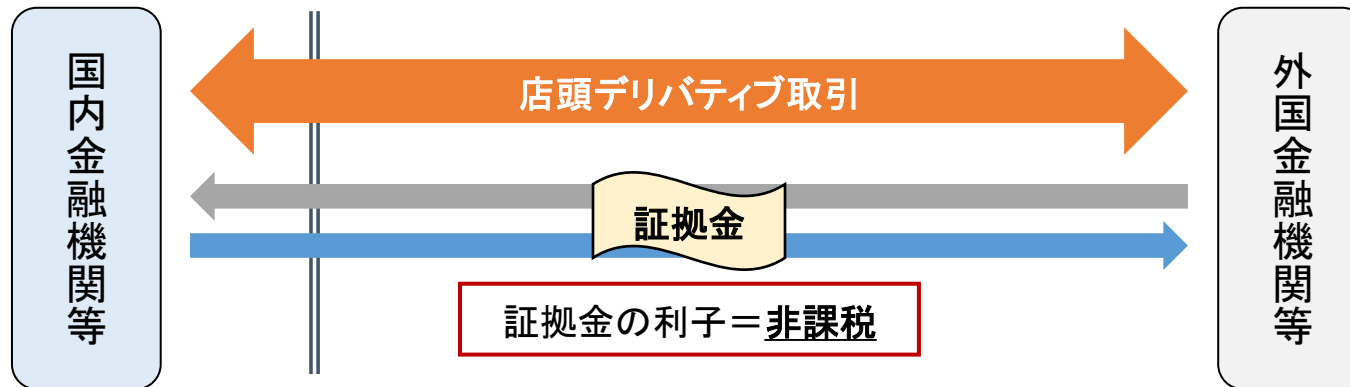 国内金融機関等
店頭デリバティブ取引
証拠金
証拠金の利子＝非課税
外国金融機関等